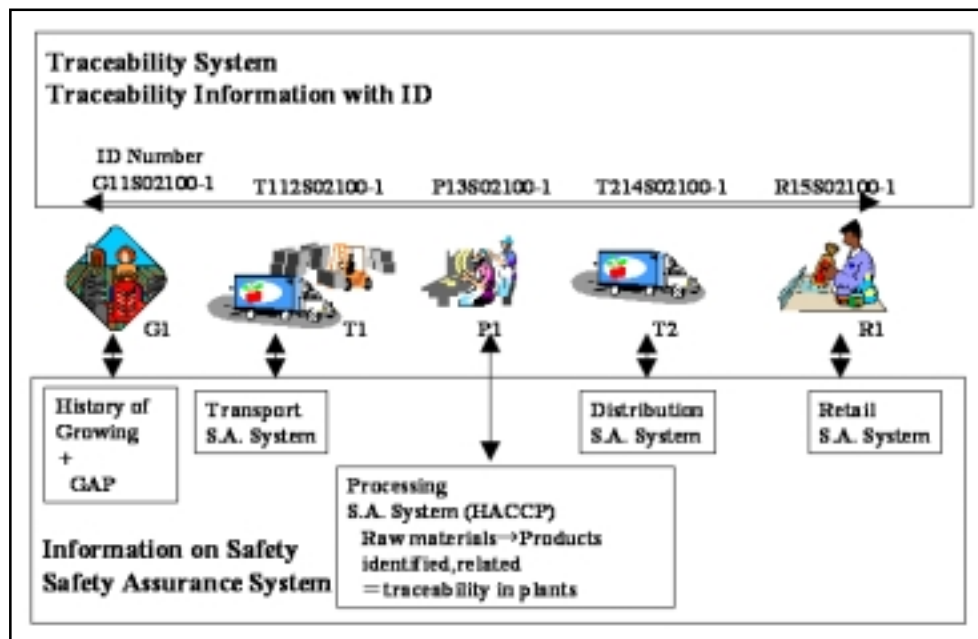 Traceability System
Traceability Information with ID
ID Number
G11S02100-1
T112S02100-1
P13S02100-1
T214S02100-1
R15S02100-1
G1
T1
P1
T2
R1
History of
Growing
+
GAP
Transport
S.A. System
Distribution
S.A. System
Retail
S.A. System
Processing
S.A. System (HACCP)
Raw materials→Products
identified,related
=traceability in plants
Information on Safety
Safety Assurance System